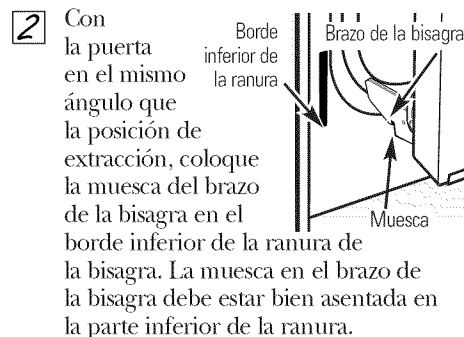 2 Con
la puerta
en el mismo
ángulo que
la posición de
extracción, coloque
la muesca del brazo
de la bisagra en el
borde inferior de la ranura de
la bisagra. La muesca en el brazo de
la bisagra debe estar bien asentada en
la parte inferior de la ranura.
Borde
inferior de
la ranura
Brazo de la bisagra
Muesca